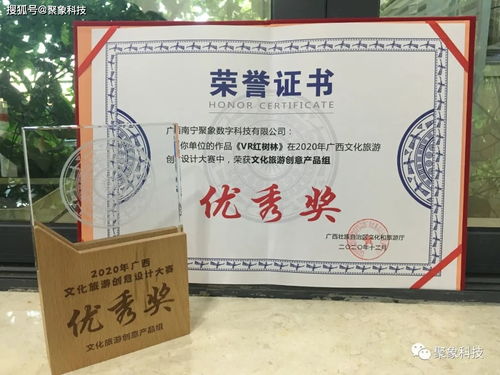 搜狐号@聚象科技
荣誉证书
HONOR CERTIFICATE
广西南宁聚象数字科技有限公司：
你单位的作品《VR红树林》在2020年广西文化旅游
创意设计大赛中，荣获文化旅游创意产品组
优秀奖
广西壮族自治区文化和旅游厅
二〇二〇年十二月
2020年广西
文化旅游创意设计大赛
优秀奖
文化旅游创意产品组
聚象科技